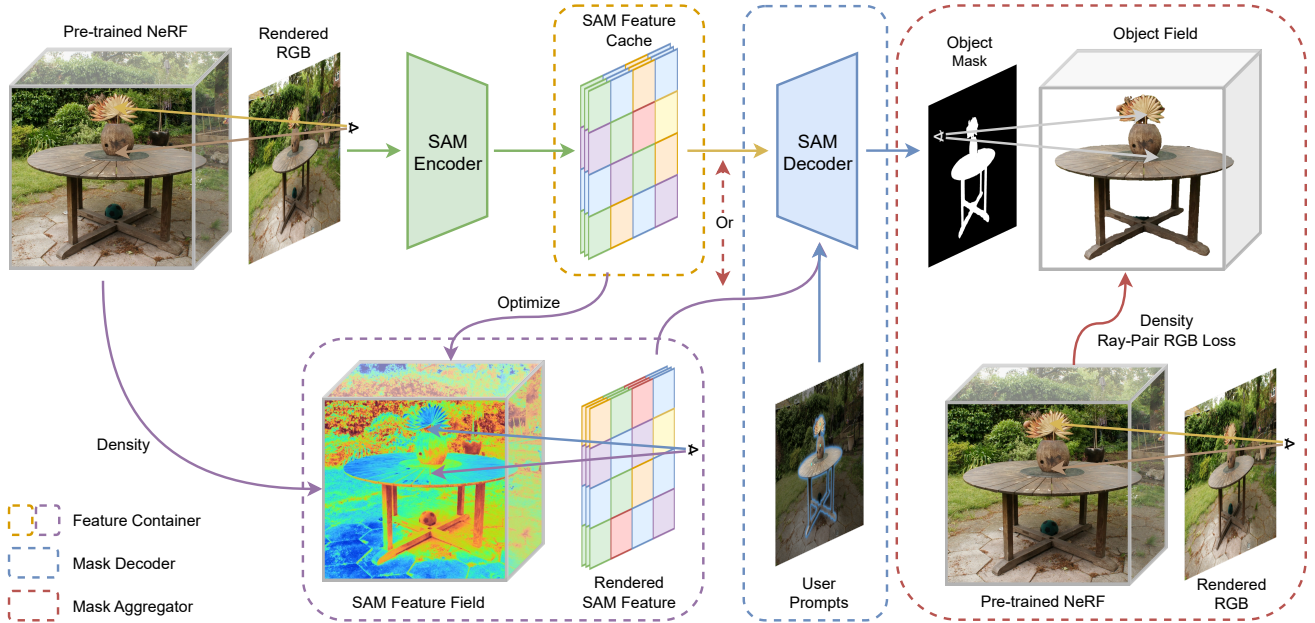 Pre-trained NeRF
Rendered
RGB
SAM
Encoder
SAM Feature
Cache
Or
SAM
Decoder
Object
Mask
Object Field
Optimize
Density
SAM Feature Field
Rendered
SAM Feature
User
Prompts
Density
Ray-Pair RGB Loss
Pre-trained NeRF
Rendered
RGB
Feature Container
Mask Decoder
Mask Aggregator